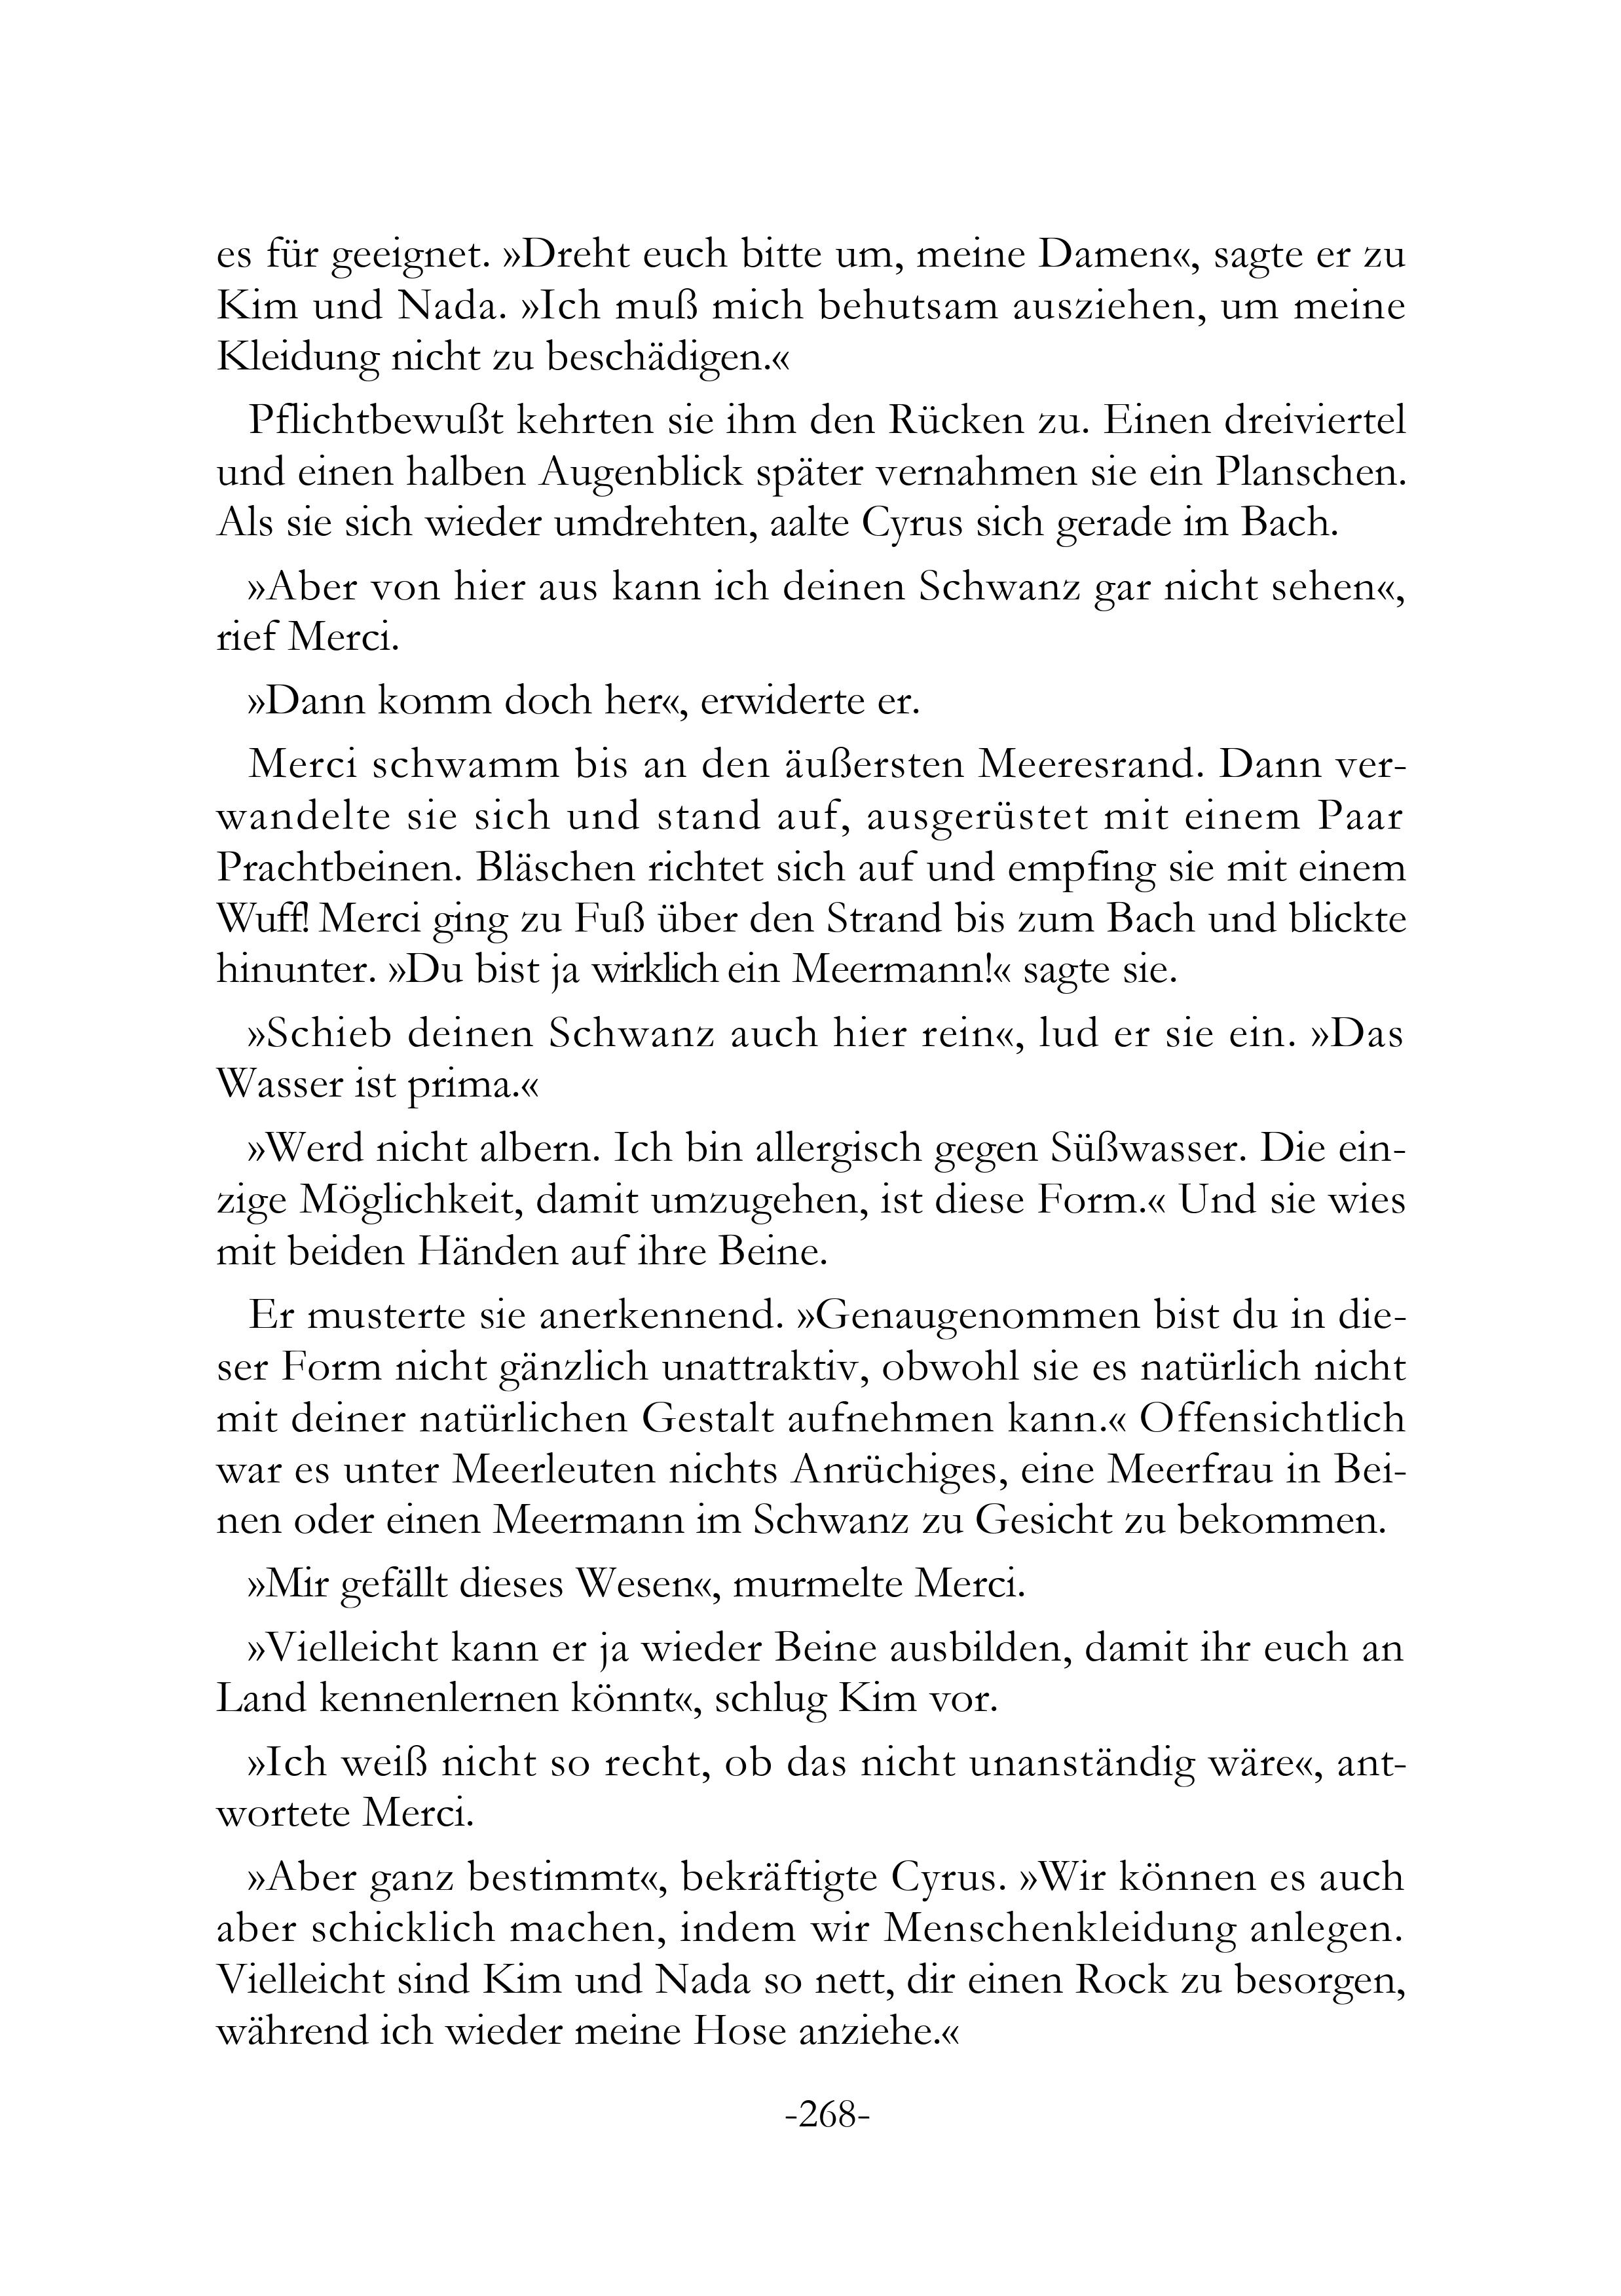 es für geeignet. »Dreht euch bitte um, meine Damen«, sagte er zu
Kim und Nada. »Ich muß mich behutsam ausziehen, um meine
Kleidung nicht zu beschädigen.«
Pflichtbewußt kehrten sie ihm den Rücken zu. Einen dreiviertel
und einen halben Augenblick später vernahmen sie ein Planschen.
Als sie sich wieder umdrehten, aalte Cyrus sich gerade im Bach.
»Aber von hier aus kann ich deinen Schwanz gar nicht sehen«,
rief Merci.
»Dann komm doch her«, erwiderte er.
Merci schwamm bis an den äußersten Meeresrand. Dann ver-
wandelte sie sich und stand auf, ausgerüstet mit einem Paar
Prachtbeinen. Bläschen richtet sich auf und empfing sie mit einem
Wuff! Merci ging zu Fuß über den Strand bis zum Bach und blickte
hinunter. »Du bist ja wirklich ein Meermann!« sagte sie.
»Schieb deinen Schwanz auch hier rein«, lud er sie ein. »Das
Wasser ist prima.«
»Werd nicht albern. Ich bin allergisch gegen Süßwasser. Die ein-
zige Möglichkeit, damit umzugehen, ist diese Form.« Und sie wies
mit beiden Händen auf ihre Beine.
Er musterte sie anerkennend. »Genaugenommen bist du in die-
ser Form nicht gänzlich unattraktiv, obwohl sie es natürlich nicht
mit deiner natürlichen Gestalt aufnehmen kann.« Offensichtlich
war es unter Meerleuten nichts Anrüchiges, eine Meerfrau in Bei-
nen oder einen Meermann im Schwanz zu Gesicht zu bekommen.
»Mir gefällt dieses Wesen«, murmelte Merci.
»Vielleicht kann er ja wieder Beine ausbilden, damit ihr euch an
Land kennenlernen könnt«, schlug Kim vor.
»Ich weiß nicht so recht, ob das nicht unanständig wäre«, ant-
wortete Merci.
»Aber ganz bestimmt«, bekräftigte Cyrus. »Wir können es auch
aber schicklich machen, indem wir Menschenkleidung anlegen.
Vielleicht sind Kim und Nada so nett, dir einen Rock zu besorgen,
während ich wieder meine Hose anziehe.«
-268-